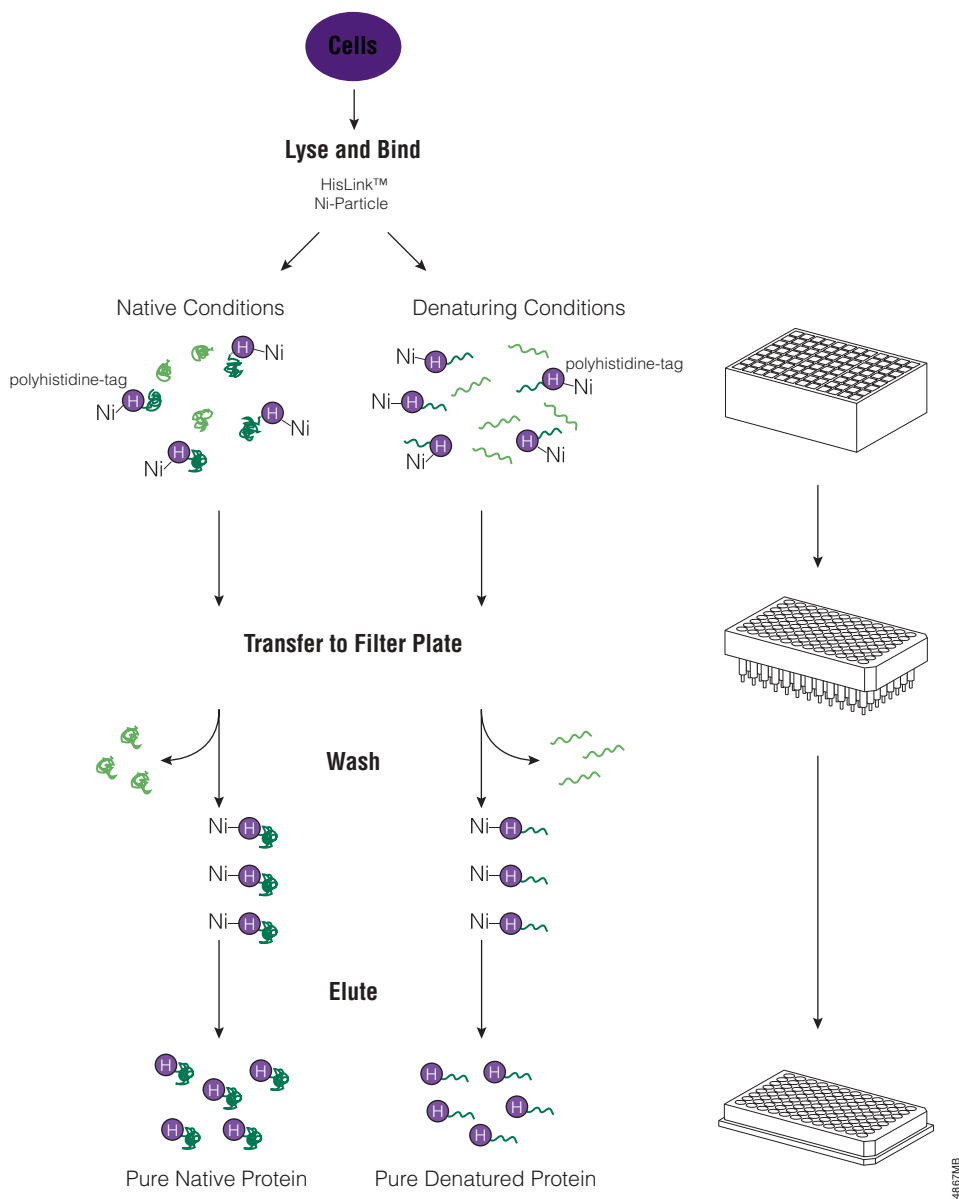 Cells
Lyse and Bind
HisLink™
Ni-Particle
Native Conditions
Denaturing Conditions
H
Ni
polyhistidine-tag
H
Ni
H
Ni
H
Ni
Ni
H
polyhistidine-tag
H
Ni
Ni
H
H
Ni
H
Ni
Transfer to Filter Plate
Wash
Ni
H
Ni
H
Ni
H
Ni
H
Ni
H
Ni
H
Elute
H
H
H
H
H
H
H
H
H
H
Pure Native Protein
Pure Denatured Protein
4867MB